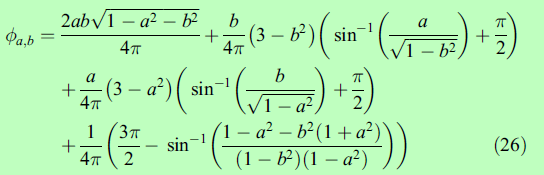 ϕ_{a,b} = \frac{2ab\sqrt{1 - a^2 - b^2}}{4π} + \frac{b}{4π}(3 - b^2)\left( \sin^{-1}\left( \frac{a}{\sqrt{1 - b^2}} \right) + \frac{π}{2} \right)
+ \frac{a}{4π}(3 - a^2)\left( \sin^{-1}\left( \frac{b}{\sqrt{1 - a^2}} \right) + \frac{π}{2} \right)
+ \frac{1}{4π}\left( \frac{3π}{2} - \sin^{-1}\left( \frac{1 - a^2 - b^2(1 + a^2)}{(1 - b^2)(1 - a^2)} \right) \right) (26)